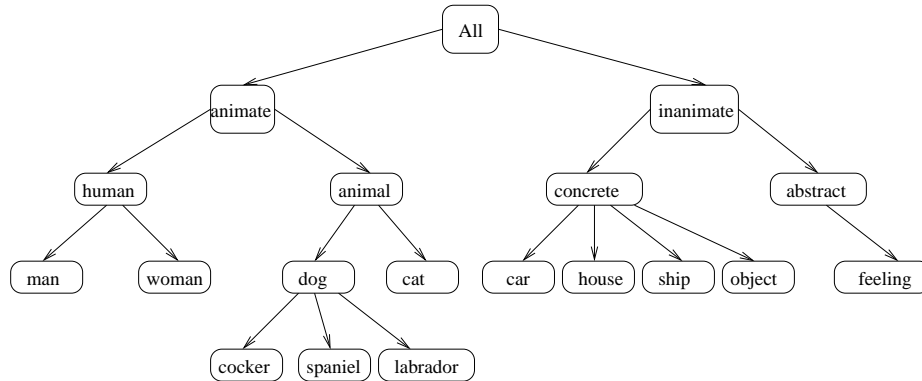 All
animate
inanimate
human
animal
concrete
abstract
man
woman
dog
cat
car
house
ship
object
feeling
cocker
spaniel
labrador